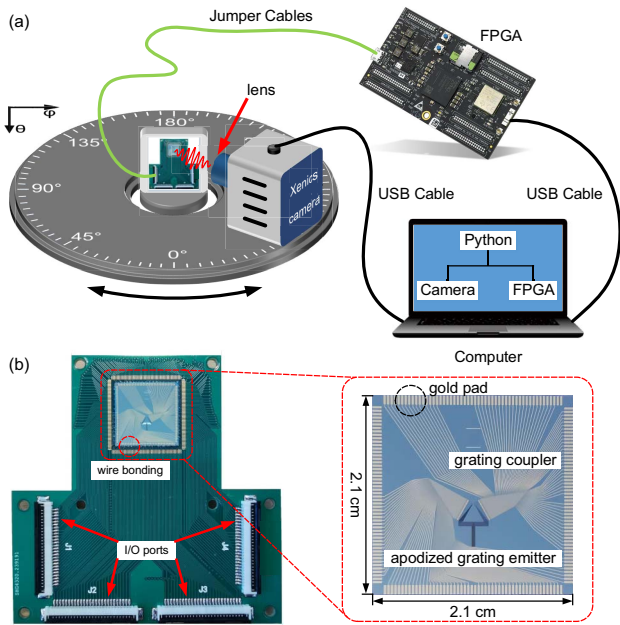 (a)
Jumper Cables
FPGA
lens
Θ
φ
180°
135°
90°
45°
0°
Xenics
camera
USB Cable
USB Cable
Python
Camera
FPGA
Computer
(b)
wire bonding
I/O ports
J1
J2
J3
J4
gold pad
grating coupler
apodized grating emitter
2.1 cm
2.1 cm